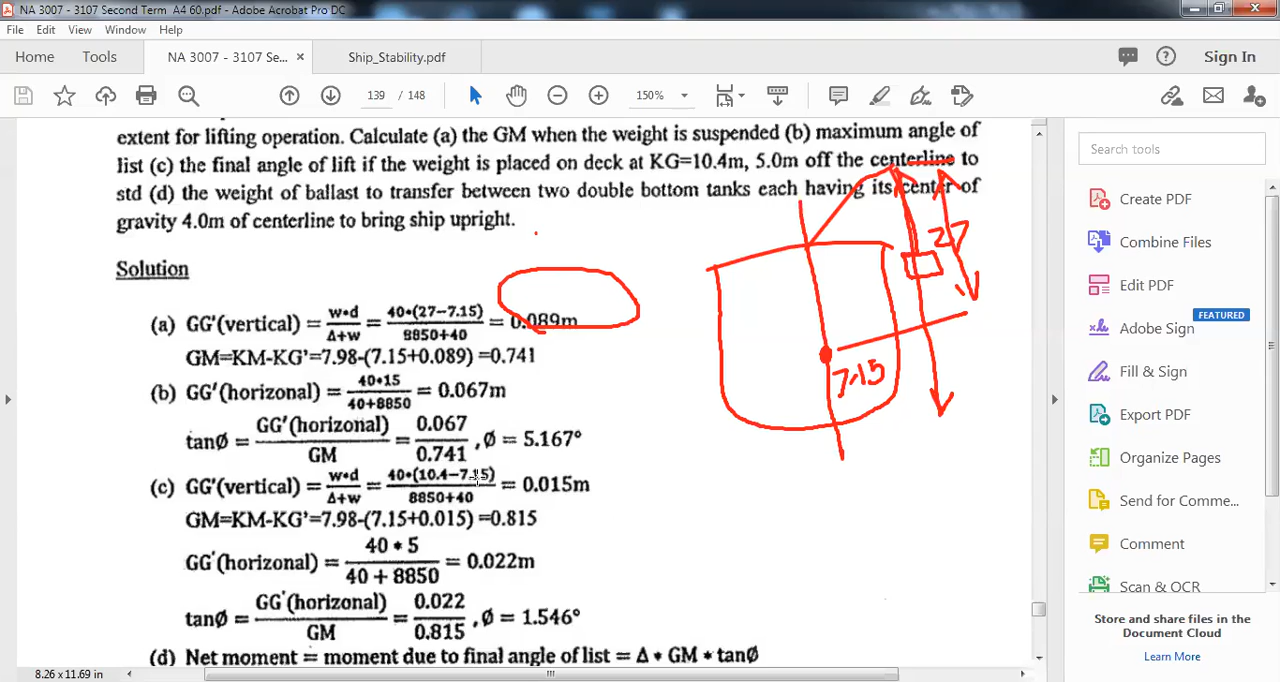 NA 3007 - 3107 Second Term A4 60.pdf - Adobe Acrobat Pro DC
File Edit View Window Help
Home Tools NA 3007 - 3107 Se... × Ship_Stability.pdf Sign In
139 / 148 150%
extent for lifting operation. Calculate (a) the GM when the weight is suspended (b) maximum angle of
list (c) the final angle of lift if the weight is placed on deck at KG=10.4m, 5.0m off the centerline to
std (d) the weight of ballast to transfer between two double bottom tanks each having its center of
gravity 4.0m of centerline to bring ship upright.
Solution
(a) GG'(vertical) = w*d/Δ+w = 40*(27−7.15)/8850+40 = 0.089m
GM=KM-KG'=7.98-(7.15+0.089) =0.741
(b) GG'(horizonal) = 40*15/40+8850 = 0.067m
tanØ = GG'(horizonal)/GM = 0.067/0.741 , Ø = 5.167°
(c) GG'(vertical) = w*d/Δ+w = 40*(10.4−7.15)/8850+40 = 0.015m
GM=KM-KG'=7.98-(7.15+0.015) =0.815
GG'(horizonal) = 40 * 5/40 + 8850 = 0.022m
tanØ = GG'(horizonal)/GM = 0.022/0.815 , Ø = 1.546°
(d) Net moment = moment due to final angle of list = Δ * GM * tanØ
27
7.15
Search tools
Create PDF
Combine Files
Edit PDF
FEATURED
Adobe Sign
Fill & Sign
Export PDF
Organize Pages
Send for Comme...
Comment
Scan & OCR
Store and share files in the
Document Cloud
Learn More
8.26 x 11.69 in